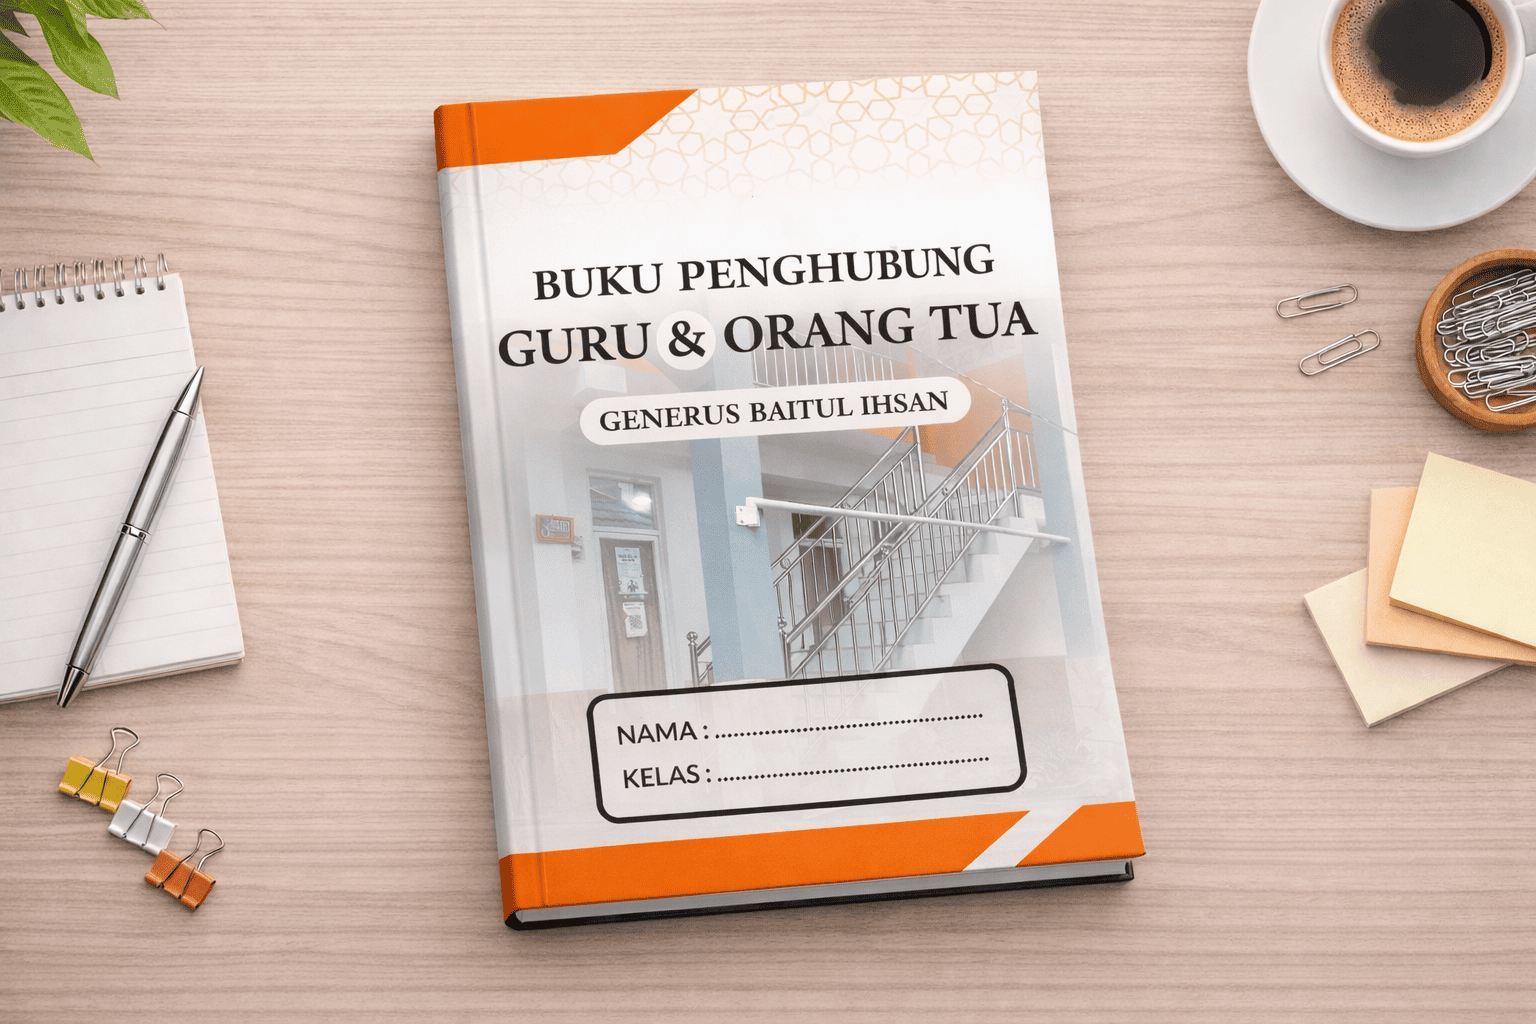 BUKU PENGHUBUNG
GURU & ORANG TUA
GENERUS BAITUL IHSAN
NAMA : ........................................................
KELAS : ........................................................